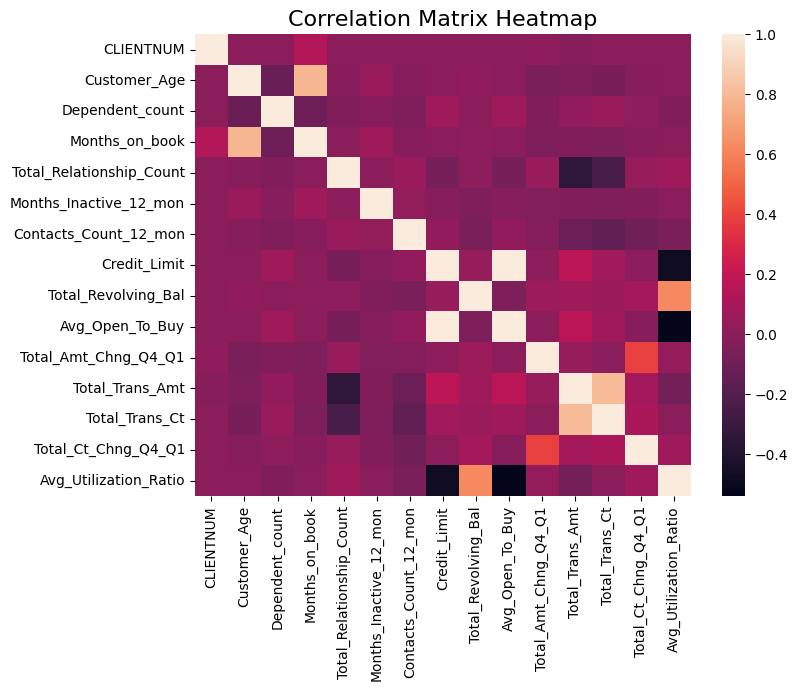 Correlation Matrix Heatmap
CLIENTNUM
Customer_Age
Dependent_count
Months_on_book
Total_Relationship_Count
Months_Inactive_12_mon
Contacts_Count_12_mon
Credit_Limit
Total_Revolving_Bal
Avg_Open_To_Buy
Total_Amt_Chng_Q4_Q1
Total_Trans_Amt
Total_Trans_Ct
Total_Ct_Chng_Q4_Q1
Avg_Utilization_Ratio
CLIENTNUM
Customer_Age
Dependent_count
Months_on_book
Total_Relationship_Count
Months_Inactive_12_mon
Contacts_Count_12_mon
Credit_Limit
Total_Revolving_Bal
Avg_Open_To_Buy
Total_Amt_Chng_Q4_Q1
Total_Trans_Amt
Total_Trans_Ct
Total_Ct_Chng_Q4_Q1
Avg_Utilization_Ratio
1.0
0.8
0.6
0.4
0.2
0.0
−0.2
−0.4